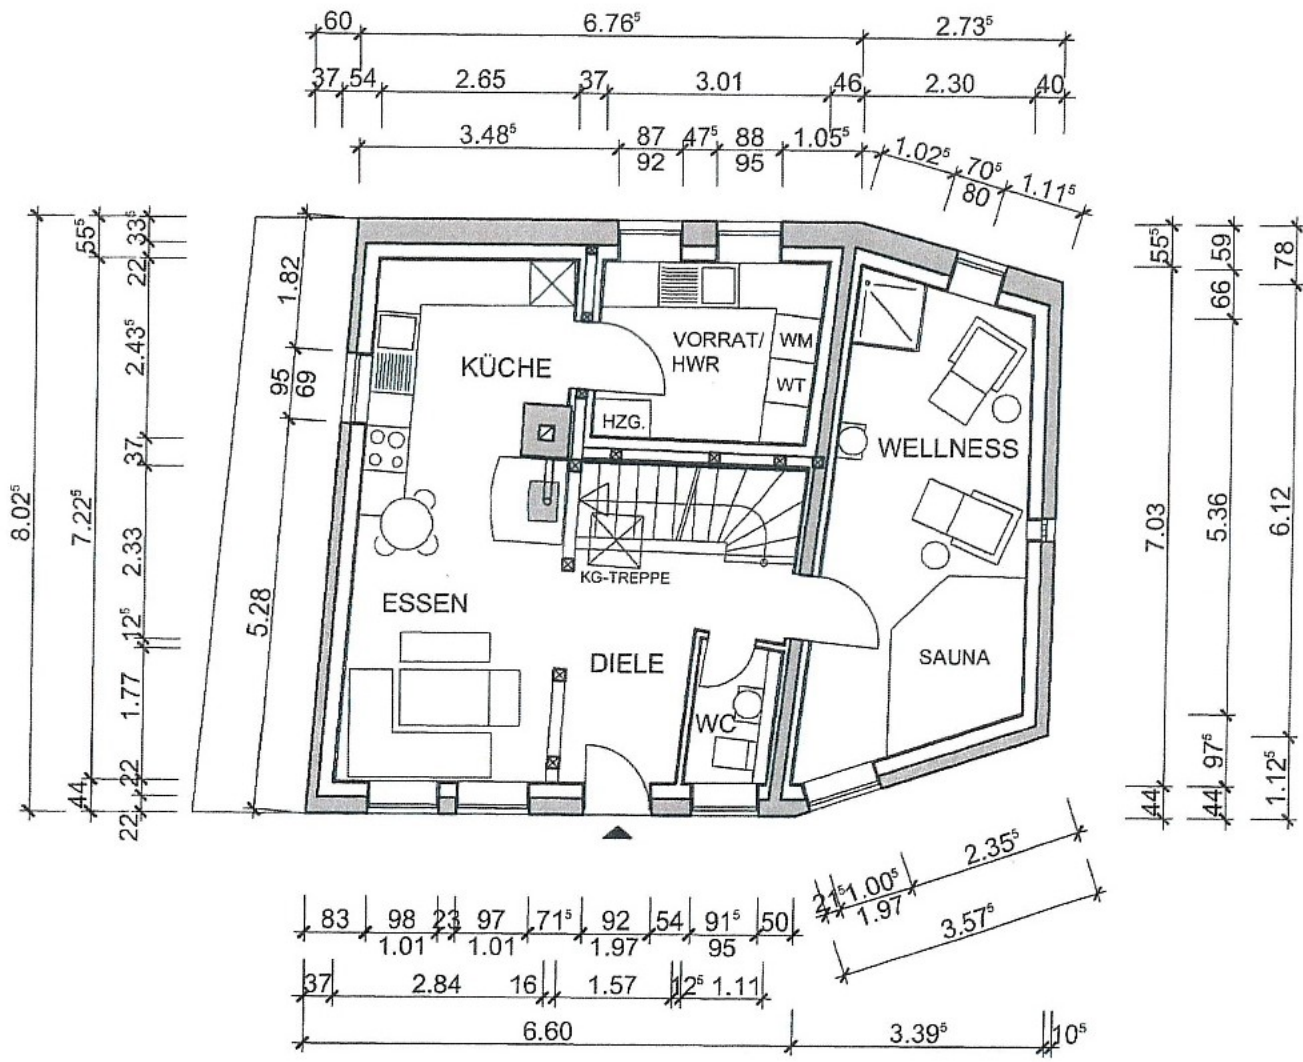 60 6.76⁵ 2.73⁵
37 54 2.65 37 3.01 46 2.30 40
3.48⁵ 87 47⁵ 88 1.05⁵
92 95
1.02⁵ 70⁵ 1.11⁵
80
8.02⁵
55⁵ 7.22⁵ 44
33⁵ 22 2.43⁵ 37 2.33 12⁵ 1.77 22 22
1.82 95 5.28
69
KÜCHE
VORRAT/
HWR
WM
WT
HZG.
WELLNESS
KG-TREPPE
ESSEN
DIELE
SAUNA
WC
55⁵ 7.03 44
59 66 5.36 97⁵ 44
78 6.12 1.12⁵
21⁵ 1.00⁵ 2.35⁵
1.97
3.57⁵
83 98 23 97 71⁵ 92 54 91⁵ 50
1.01 1.01 1.97 95
37 2.84 16 1.57 12⁵ 1.11
6.60 3.39⁵ 10⁵